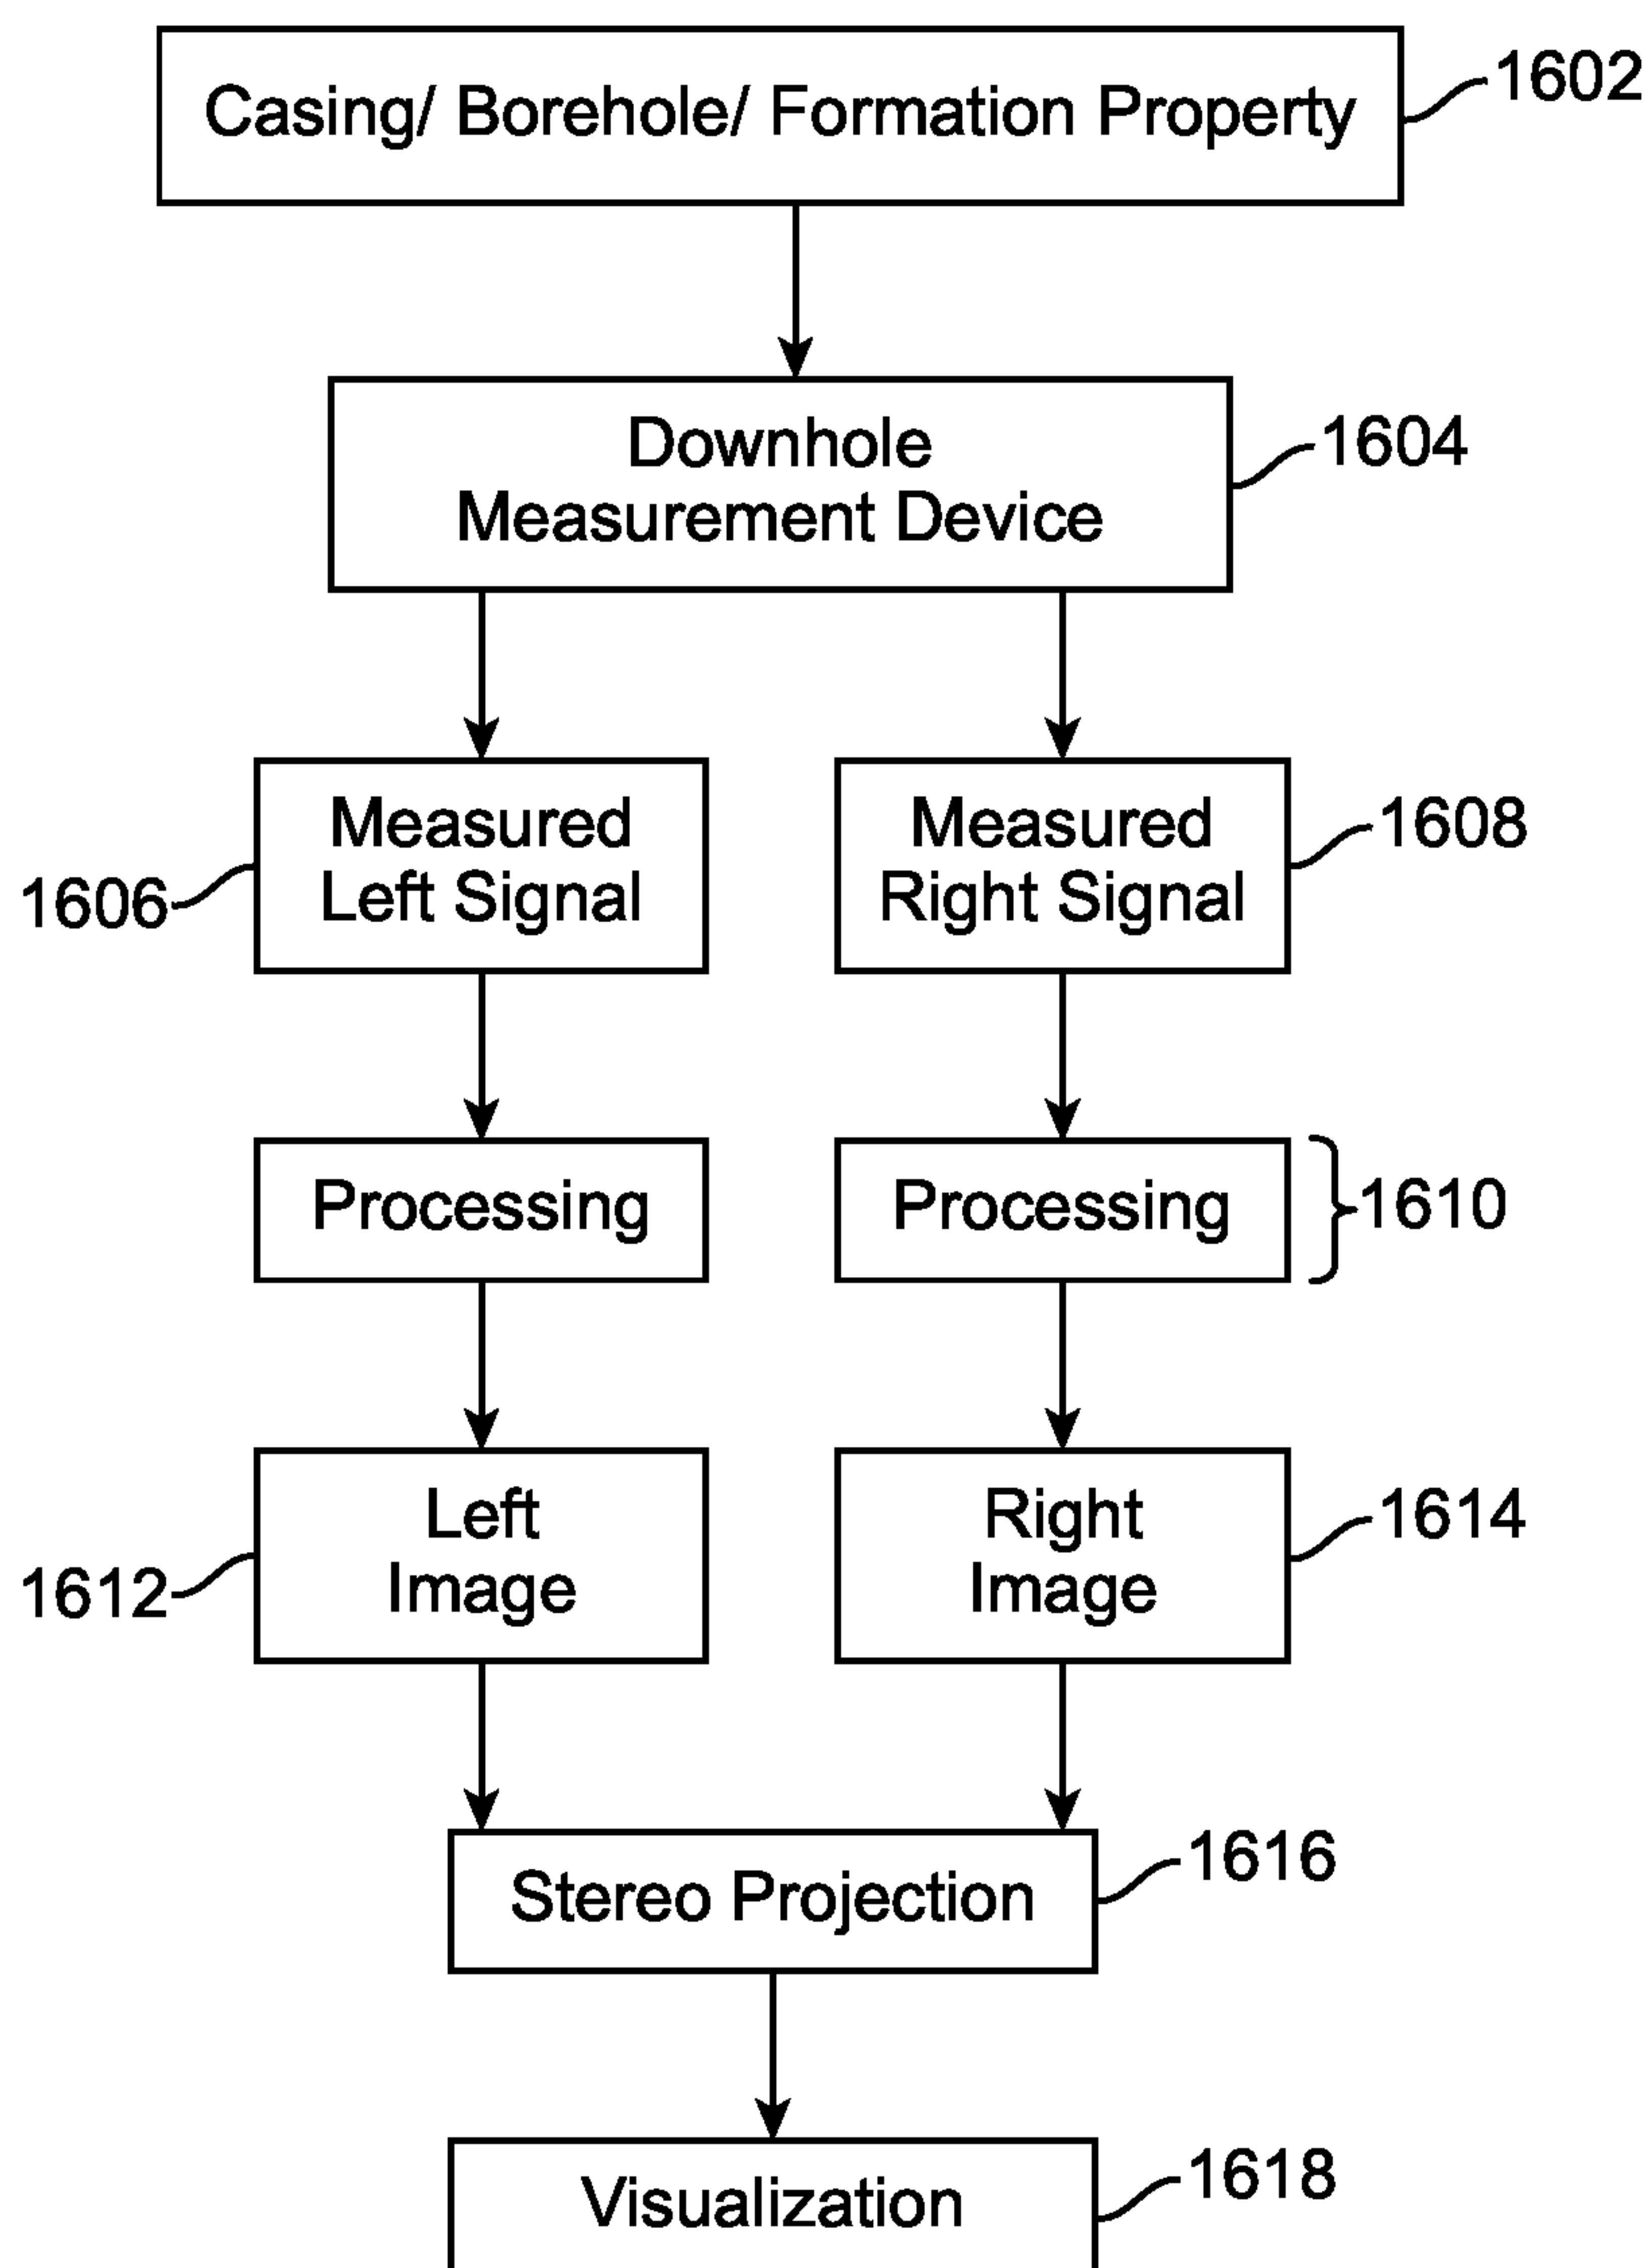 Casing/ Borehole/ Formation Property
1602
Downhole
Measurement Device
1604
Measured
Left Signal
1606
Measured
Right Signal
1608
Processing
Processing
1610
Left
Image
1612
Right
Image
1614
Stereo Projection
1616
Visualization
1618